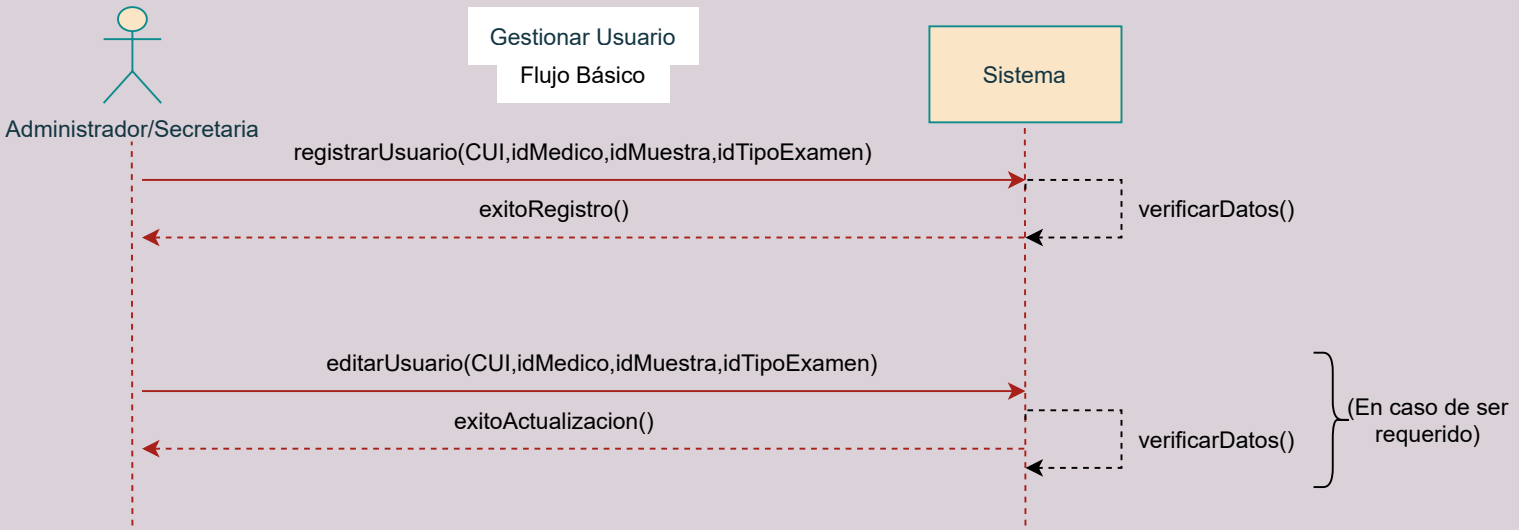 Gestionar Usuario
Flujo Básico
Sistema
Administrador/Secretaria
registrarUsuario(CUI,idMedico,idMuestra,idTipoExamen)
exitoRegistro()
verificarDatos()
editarUsuario(CUI,idMedico,idMuestra,idTipoExamen)
exitoActualizacion()
verificarDatos()
(En caso de ser
requerido)